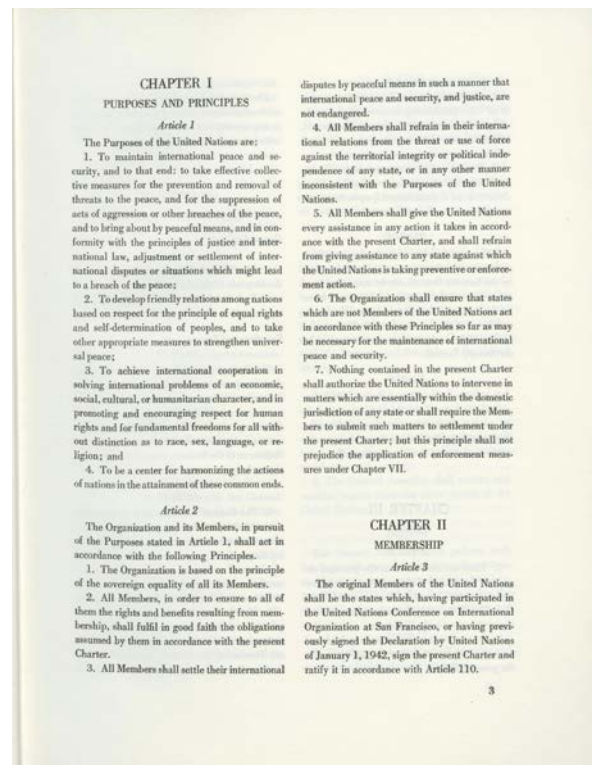 CHAPTER I
PURPOSES AND PRINCIPLES
Article 1
The Purposes of the United Nations are:
1. To maintain international peace and se-
curity, and to that end: to take effective collec-
tive measures for the prevention and removal of
threats to the peace, and for the suppression of
acts of aggression or other breaches of the peace,
and to bring about by peaceful means, and in con-
formity with the principles of justice and inter-
national law, adjustment or settlement of inter-
national disputes or situations which might lead
to a breach of the peace;
2. To develop friendly relations among nations
based on respect for the principle of equal rights
and self-determination of peoples, and to take
other appropriate measures to strengthen univer-
sal peace;
3. To achieve international cooperation in
solving international problems of an economic,
social, cultural, or humanitarian character, and in
promoting and encouraging respect for human
rights and for fundamental freedoms for all with-
out distinction as to race, sex, language, or re-
ligion; and
4. To be a center for harmonizing the actions
of nations in the attainment of these common ends.
Article 2
The Organization and its Members, in pursuit
of the Purposes stated in Article 1, shall act in
accordance with the following Principles.
1. The Organization is based on the principle
of the sovereign equality of all its Members.
2. All Members, in order to ensure to all of
them the rights and benefits resulting from mem-
bership, shall fulfil in good faith the obligations
assumed by them in accordance with the present
Charter.
3. All Members shall settle their international
disputes by peaceful means in such a manner that
international peace and security, and justice, are
not endangered.
4. All Members shall refrain in their interna-
tional relations from the threat or use of force
against the territorial integrity or political inde-
pendence of any state, or in any other manner
inconsistent with the Purposes of the United
Nations.
5. All Members shall give the United Nations
every assistance in any action it takes in accord-
ance with the present Charter, and shall refrain
from giving assistance to any state against which
the United Nations is taking preventive or enforce-
ment action.
6. The Organization shall ensure that states
which are not Members of the United Nations act
in accordance with these Principles so far as may
be necessary for the maintenance of international
peace and security.
7. Nothing contained in the present Charter
shall authorize the United Nations to intervene in
matters which are essentially within the domestic
jurisdiction of any state or shall require the Mem-
bers to submit such matters to settlement under
the present Charter; but this principle shall not
prejudice the application of enforcement meas-
ures under Chapter VII.
CHAPTER II
MEMBERSHIP
Article 3
The original Members of the United Nations
shall be the states which, having participated in
the United Nations Conference on International
Organization at San Francisco, or having previ-
ously signed the Declaration by United Nations
of January 1, 1942, sign the present Charter and
ratify it in accordance with Article 110.
3